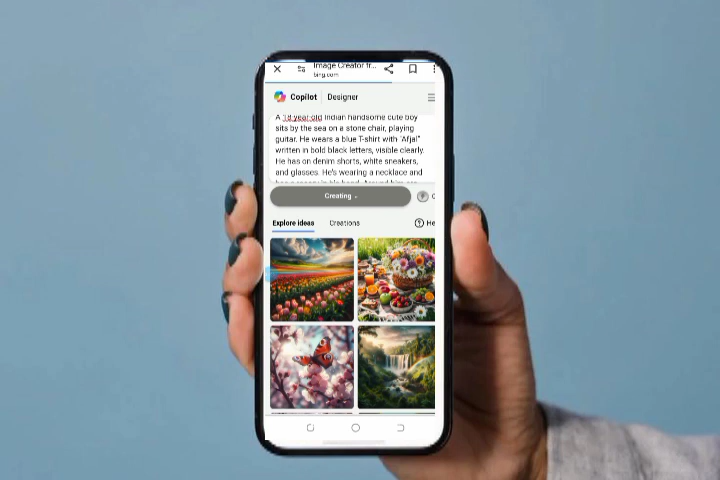 Image Creator fr...
bing.com
Copilot Designer
A 18 year old Indian handsome cute boy
sits by the sea on a stone chair, playing
guitar. He wears a blue T-shirt with "Afjal"
written in bold black letters, visible clearly.
He has on denim shorts, white sneakers,
and glasses. He's wearing a necklace and
Creating
Explore ideas Creations He